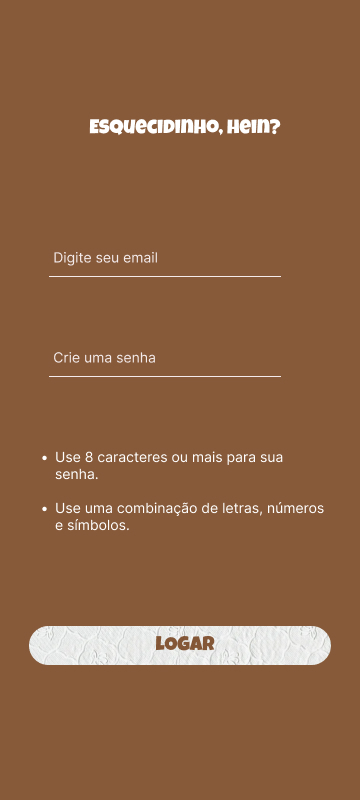 Esquecidinho, hein?
Digite seu email
Crie uma senha
• Use 8 caracteres ou mais para sua
senha.
• Use uma combinação de letras, números
e símbolos.
LOGAR